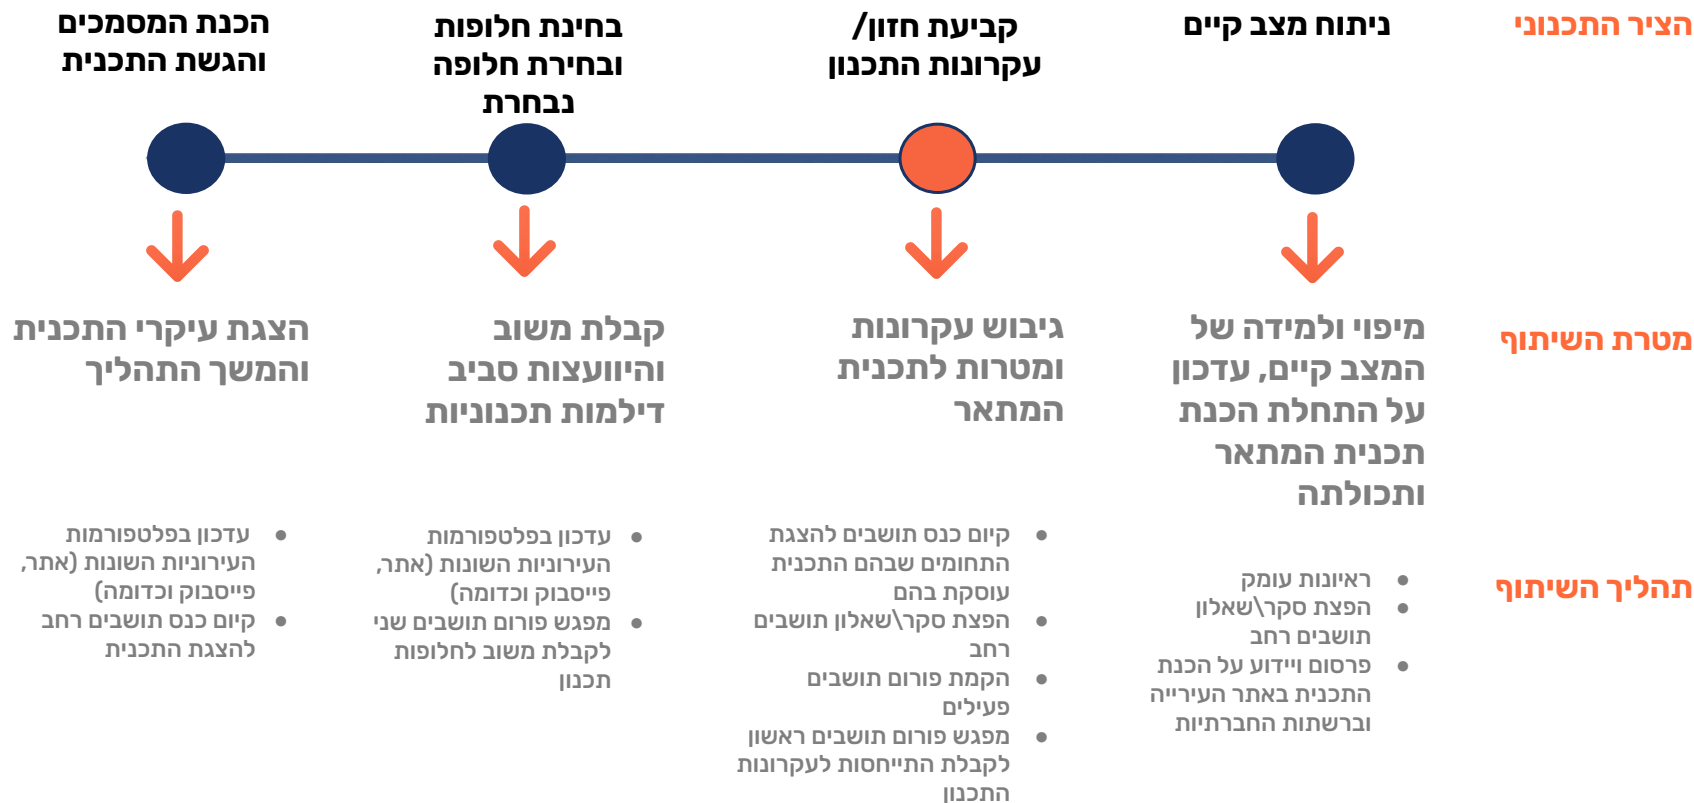 הציר התכנוני
ניתוח מצב קיים
קביעת חזון/
עקרונות התכנון
בחינת חלופות
ובחירת חלופה
נבחרת
הכנת המסמכים
והגשת התכנית
מטרת השיתוף
מיפוי ולמידה של
המצב קיים, עדכון
על התחלת הכנת
תכנית המתאר
ותכולתה
גיבוש עקרונות
ומטרות לתכנית
המתאר
קבלת משוב
והיוועצות סביב
דילמות תכנוניות
הצגת עיקרי התכנית
והמשך התהליך
תהליך השיתוף
● ראיונות עומק
● הפצת סקר\שאלון
תושבים רחב
● פרסום ויידוע על הכנת
התכנית באתר העירייה
וברשתות החברתיות
● קיום כנס תושבים להצגת
התחומים שבהם התכנית
עוסקת בהם
● הפצת סקר\שאלון תושבים
רחב
● הקמת פורום תושבים
פעילים
● מפגש פורום תושבים ראשון
לקבלת התייחסות לעקרונות
התכנון
● עדכון בפלטפורמות
העירוניות השונות (אתר,
פייסבוק וכדומה)
● מפגש פורום תושבים שני
לקבלת משוב לחלופות
תכנון
● עדכון בפלטפורמות
העירוניות השונות (אתר,
פייסבוק וכדומה)
● קיום כנס תושבים רחב
להצגת התכנית